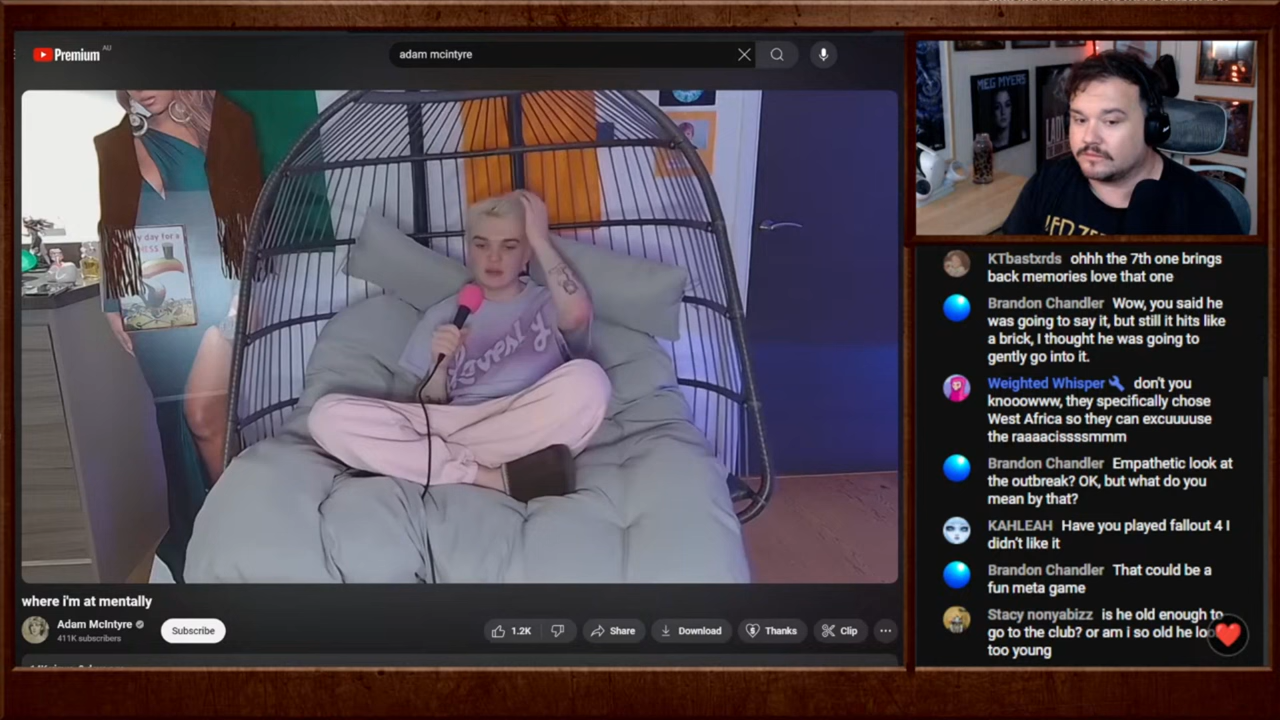 Premium AU
adam mcintyre
day for a
where i'm at mentally
Adam McIntyre
411K subscribers
Subscribe
1.2K
Share
Download
Thanks
Clip
MEG MYERS
KTbastxrds ohhh the 7th one brings
back memories love that one
Brandon Chandler Wow, you said he
was going to say it, but still it hits like
a brick, I thought he was going to
gently go into it.
Weighted Whisper don't you
knooowww, they specifically chose
West Africa so they can excuuuuse
the raaaacissssmmm
Brandon Chandler Empathetic look at
the outbreak? OK, but what do you
mean by that?
KAHLEAH Have you played fallout 4 I
didn't like it
Brandon Chandler That could be a
fun meta game
Stacy nonyabizz is he old enough to
go to the club? or am i so old he loo
too young